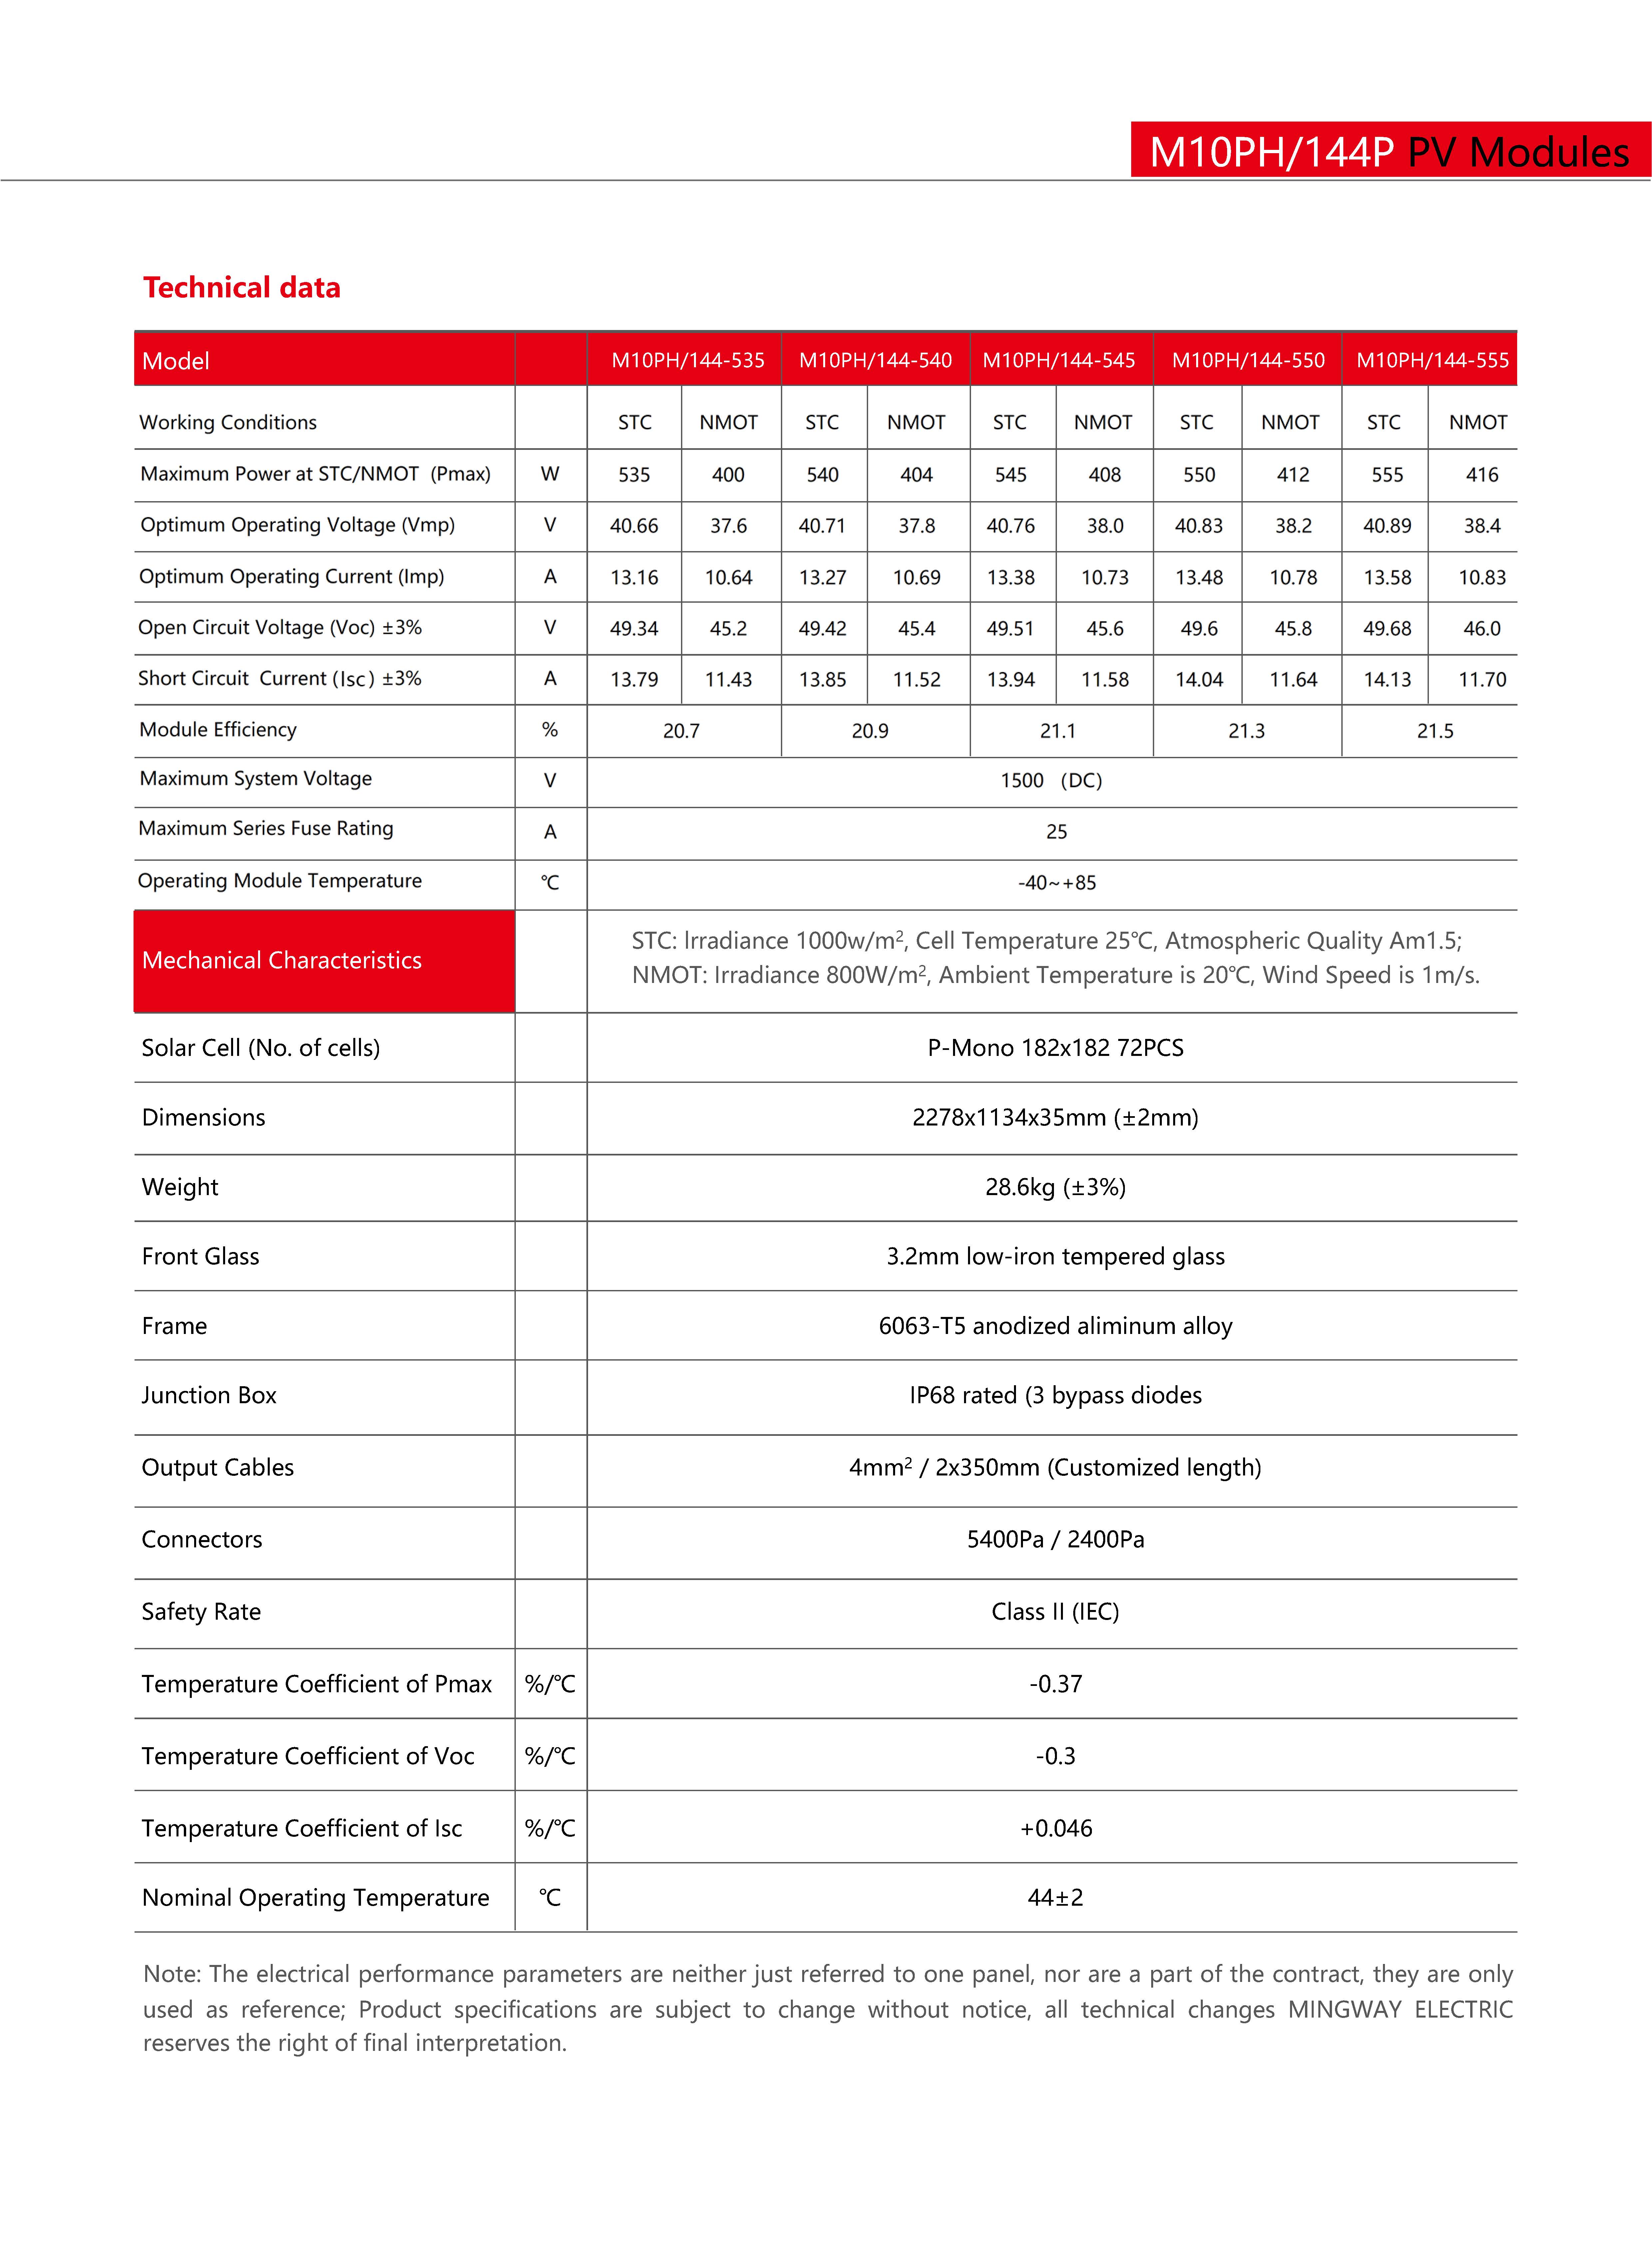 M10PH/144P PV Modules
Technical data
Model M10PH/144-535 M10PH/144-540 M10PH/144-545 M10PH/144-550 M10PH/144-555
Working Conditions STC NMOT STC NMOT STC NMOT STC NMOT STC NMOT
Maximum Power at STC/NMOT (Pmax) W 535 400 540 404 545 408 550 412 555 416
Optimum Operating Voltage (Vmp) V 40.66 37.6 40.71 37.8 40.76 38.0 40.83 38.2 40.89 38.4
Optimum Operating Current (Imp) A 13.16 10.64 13.27 10.69 13.38 10.73 13.48 10.78 13.58 10.83
Open Circuit Voltage (Voc) ±3% V 49.34 45.2 49.42 45.4 49.51 45.6 49.6 45.8 49.68 46.0
Short Circuit Current (Isc) ±3% A 13.79 11.43 13.85 11.52 13.94 11.58 14.04 11.64 14.13 11.70
Module Efficiency % 20.7 20.9 21.1 21.3 21.5
Maximum System Voltage V 1500 (DC)
Maximum Series Fuse Rating A 25
Operating Module Temperature ℃ -40~+85
Mechanical Characteristics
STC: Irradiance 1000w/m², Cell Temperature 25℃, Atmospheric Quality Am1.5;
NMOT: Irradiance 800W/m², Ambient Temperature is 20℃, Wind Speed is 1m/s.
Solar Cell (No. of cells) P-Mono 182x182 72PCS
Dimensions 2278x1134x35mm (±2mm)
Weight 28.6kg (±3%)
Front Glass 3.2mm low-iron tempered glass
Frame 6063-T5 anodized aliminum alloy
Junction Box IP68 rated (3 bypass diodes
Output Cables 4mm² / 2x350mm (Customized length)
Connectors 5400Pa / 2400Pa
Safety Rate Class II (IEC)
Temperature Coefficient of Pmax %/℃ -0.37
Temperature Coefficient of Voc %/℃ -0.3
Temperature Coefficient of Isc %/℃ +0.046
Nominal Operating Temperature ℃ 44±2
Note: The electrical performance parameters are neither just referred to one panel, nor are a part of the contract, they are only
used as reference; Product specifications are subject to change without notice, all technical changes MINGWAY ELECTRIC
reserves the right of final interpretation.